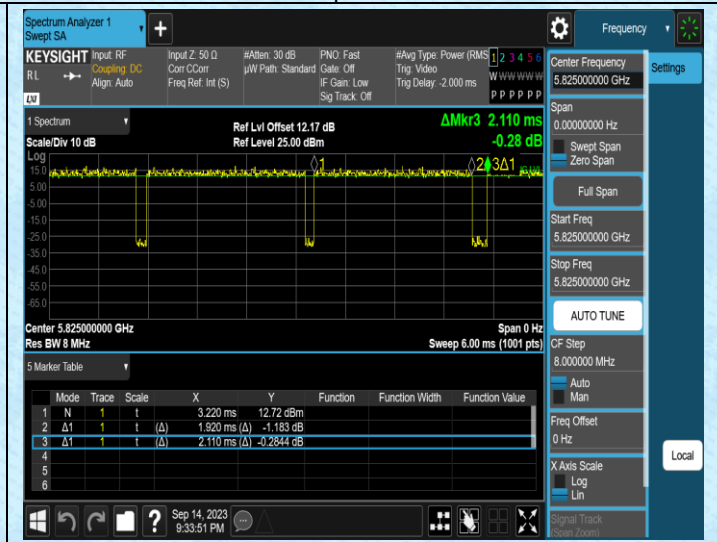 Spectrum Analyzer 1
Swept SA
Frequency
KEYSIGHT Input: RF
RL
Coupling: DC
Align: Auto
Input Z: 50 Ω
Corr CCorr
Freq Ref: Int (S)
#Atten: 30 dB
µW Path: Standard
PNO: Fast
Gate: Off
IF Gain: Low
Sig Track: Off
#Avg Type: Power (RMS
Trig: Video
Trig Delay: -2.000 ms
1 2 3 4 5 6
W W W W W W
P P P P P P
LXI
1 Spectrum
Scale/Div 10 dB
Ref Lvl Offset 12.17 dB
Ref Level 25.00 dBm
ΔMkr3 2.110 ms
-0.28 dB
Log
15.0
5.00
-5.00
-15.0
-25.0
-35.0
-45.0
-55.0
-65.0
1
2
3Δ1
Center 5.825000000 GHz
Res BW 8 MHz
Span 0 Hz
Sweep 6.00 ms (1001 pts)
5 Marker Table
Mode Trace Scale X Y Function Function Width Function Value
1 N 1 t 3.220 ms 12.72 dBm
2 Δ1 1 t (Δ) 1.920 ms (Δ) -1.183 dB
3 Δ1 1 t (Δ) 2.110 ms (Δ) -0.2844 dB
4
5
6
Sep 14, 2023
9:33:51 PM
Center Frequency
5.825000000 GHz
Settings
Span
0.00000000 Hz
Swept Span
Zero Span
Full Span
Start Freq
5.825000000 GHz
Stop Freq
5.825000000 GHz
AUTO TUNE
CF Step
8.000000 MHz
Auto
Man
Freq Offset
0 Hz
X Axis Scale
Log
Lin
Local
Signal Track
(Span Zoom)